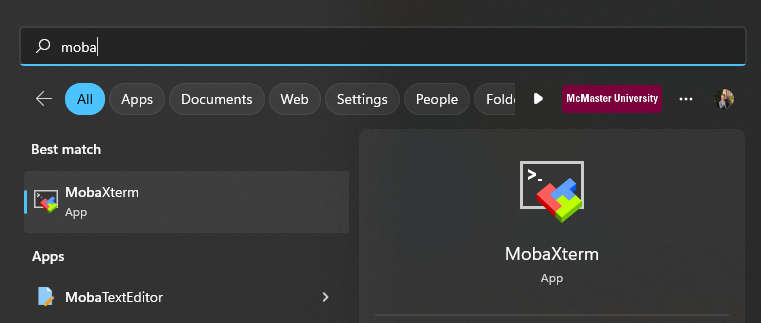 moba
All
Apps
Documents
Web
Settings
People
Folde
McMaster University
Best match
MobaXterm
App
MobaXterm
App
Apps
MobaTextEditor